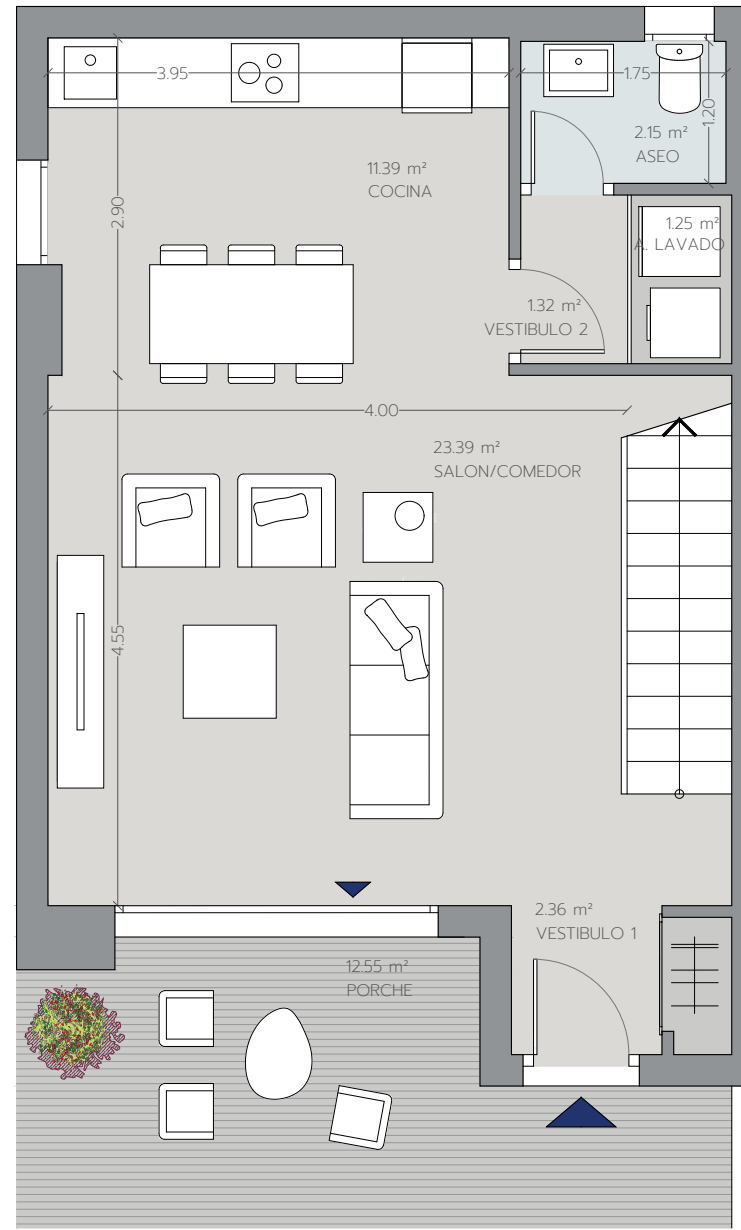 3.95
1.75
1.20
2.15 m²
ASEO
11.39 m²
COCINA
2.90
1.25 m²
A. LAVADO
1.32 m²
VESTIBULO 2
4.00
23.39 m²
SALON/COMEDOR
4.55
2.36 m²
VESTIBULO 1
12.55 m²
PORCHE